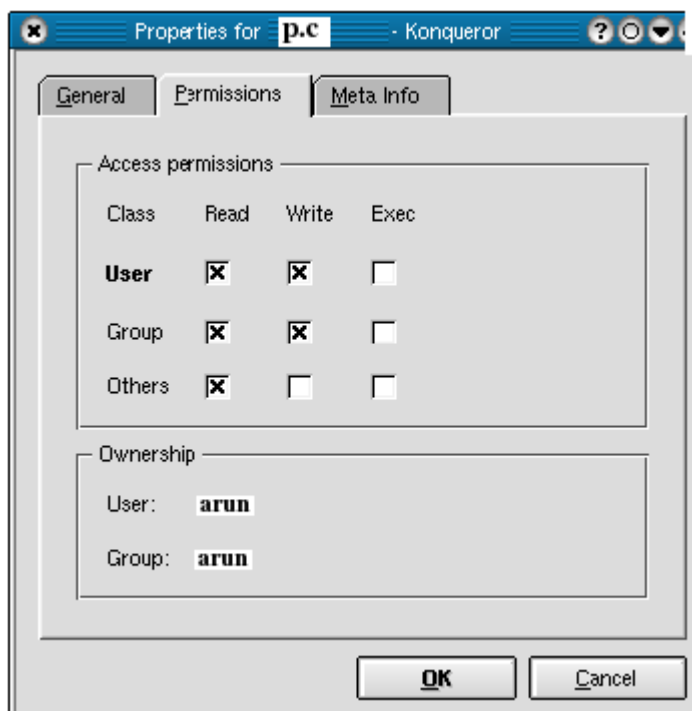 Properties for p.c - Konqueror
General Permissions Meta Info
Access permissions
Class Read Write Exec
User
Group
Others
Ownership
User: arun
Group: arun
OK Cancel